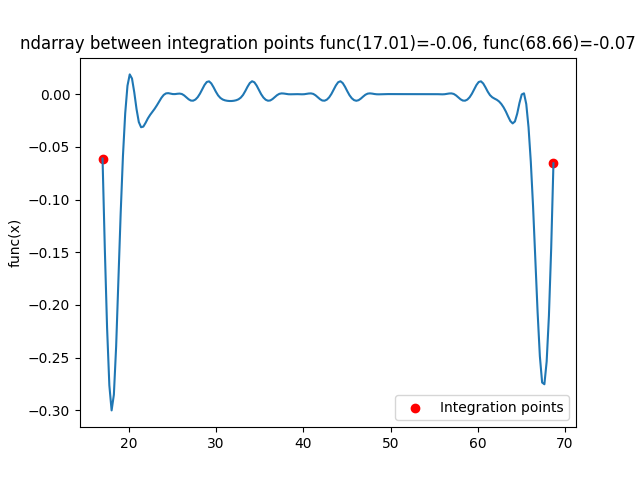 ndarray between integration points func(17.01)=-0.06, func(68.66)=-0.07
0.00
−0.05
−0.10
−0.15
−0.20
−0.25
−0.30
func(x)
Integration points
20 30 40 50 60 70